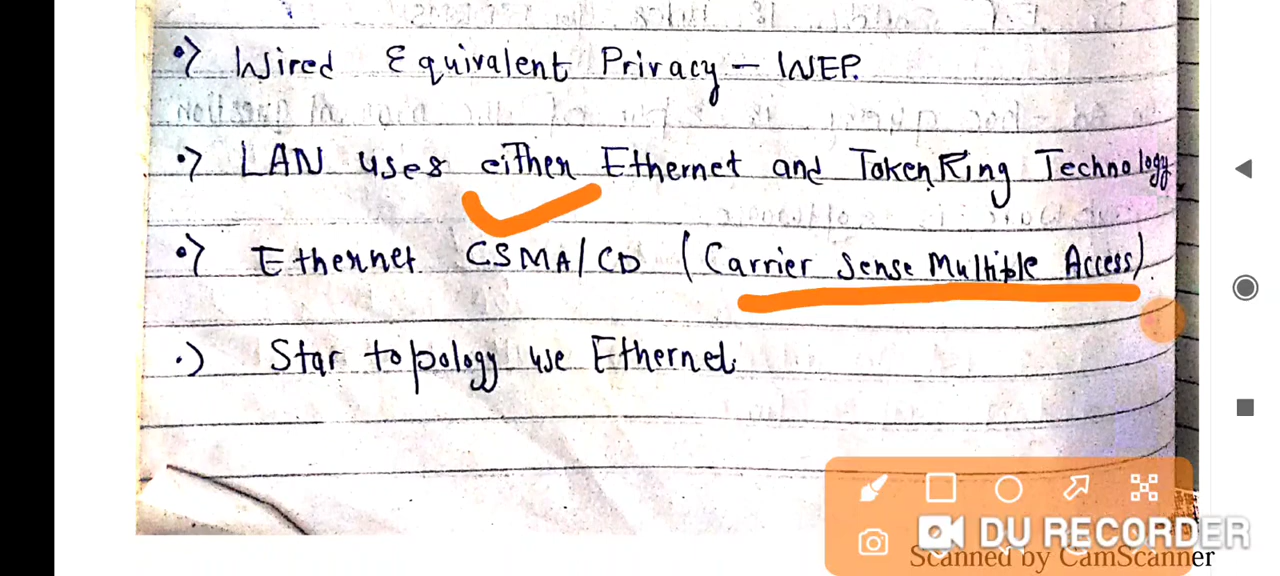 Wired Equivalent Privacy – WEP.
LAN uses either Ethernet and Token Ring Technology
Ethernet CSMA/CD (Carrier Sense Multiple Access).
Star topology use Ethernet.
DU RECORDER
Scanned by CamScanner